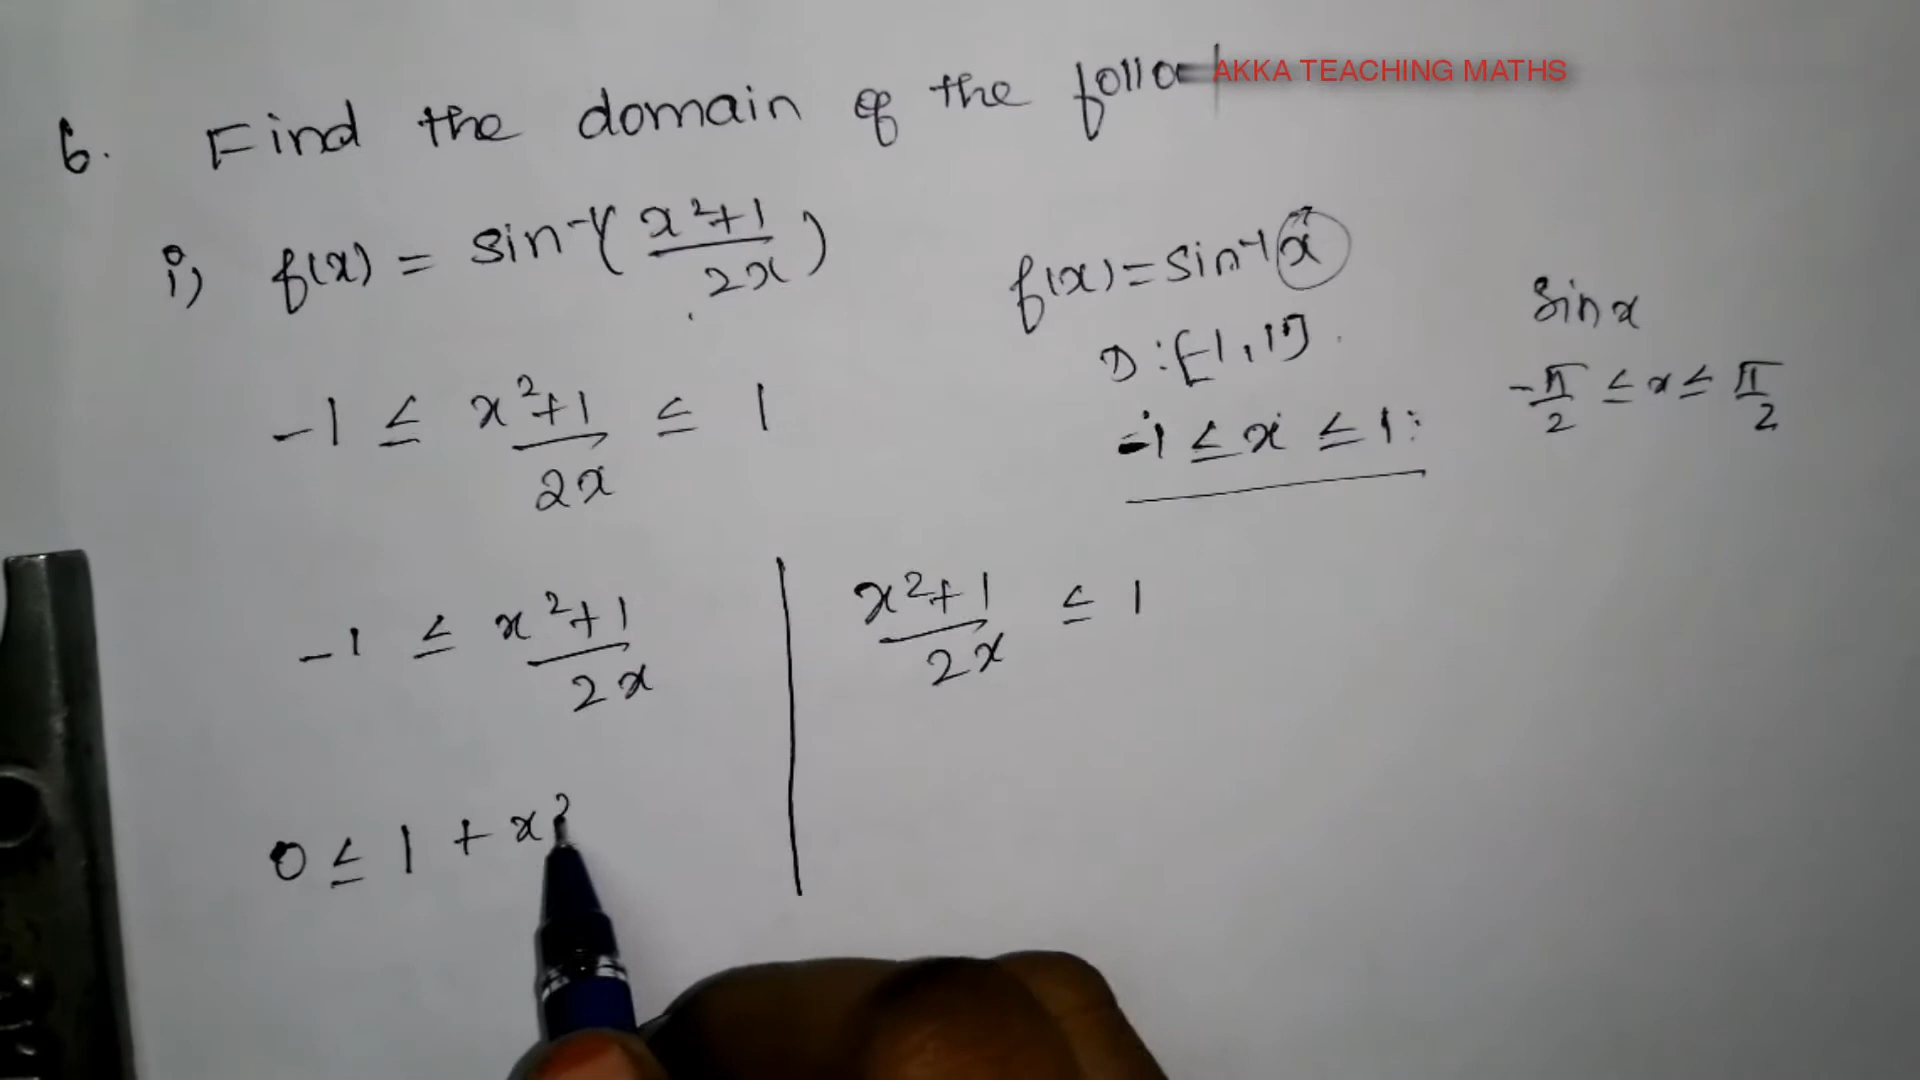 6. Find the domain of the follo
AKKA TEACHING MATHS
i) f(x) = sin⁻¹(x²+1/2x)
-1 ≤ x²+1/2x ≤ 1
f(x) = sin⁻¹ x
D : [-1, 1]
-1 ≤ x ≤ 1
sin x
-π/2 ≤ x ≤ π/2
-1 ≤ x²+1/2x
x²+1/2x ≤ 1
0 ≤ 1 + x²